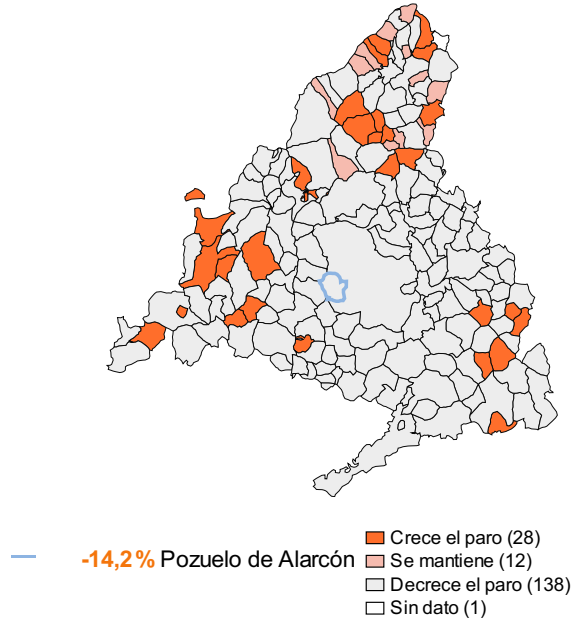 -14,2% Pozuelo de Alarcón
Crece el paro (28)
Se mantiene (12)
Decrece el paro (138)
Sin dato (1)